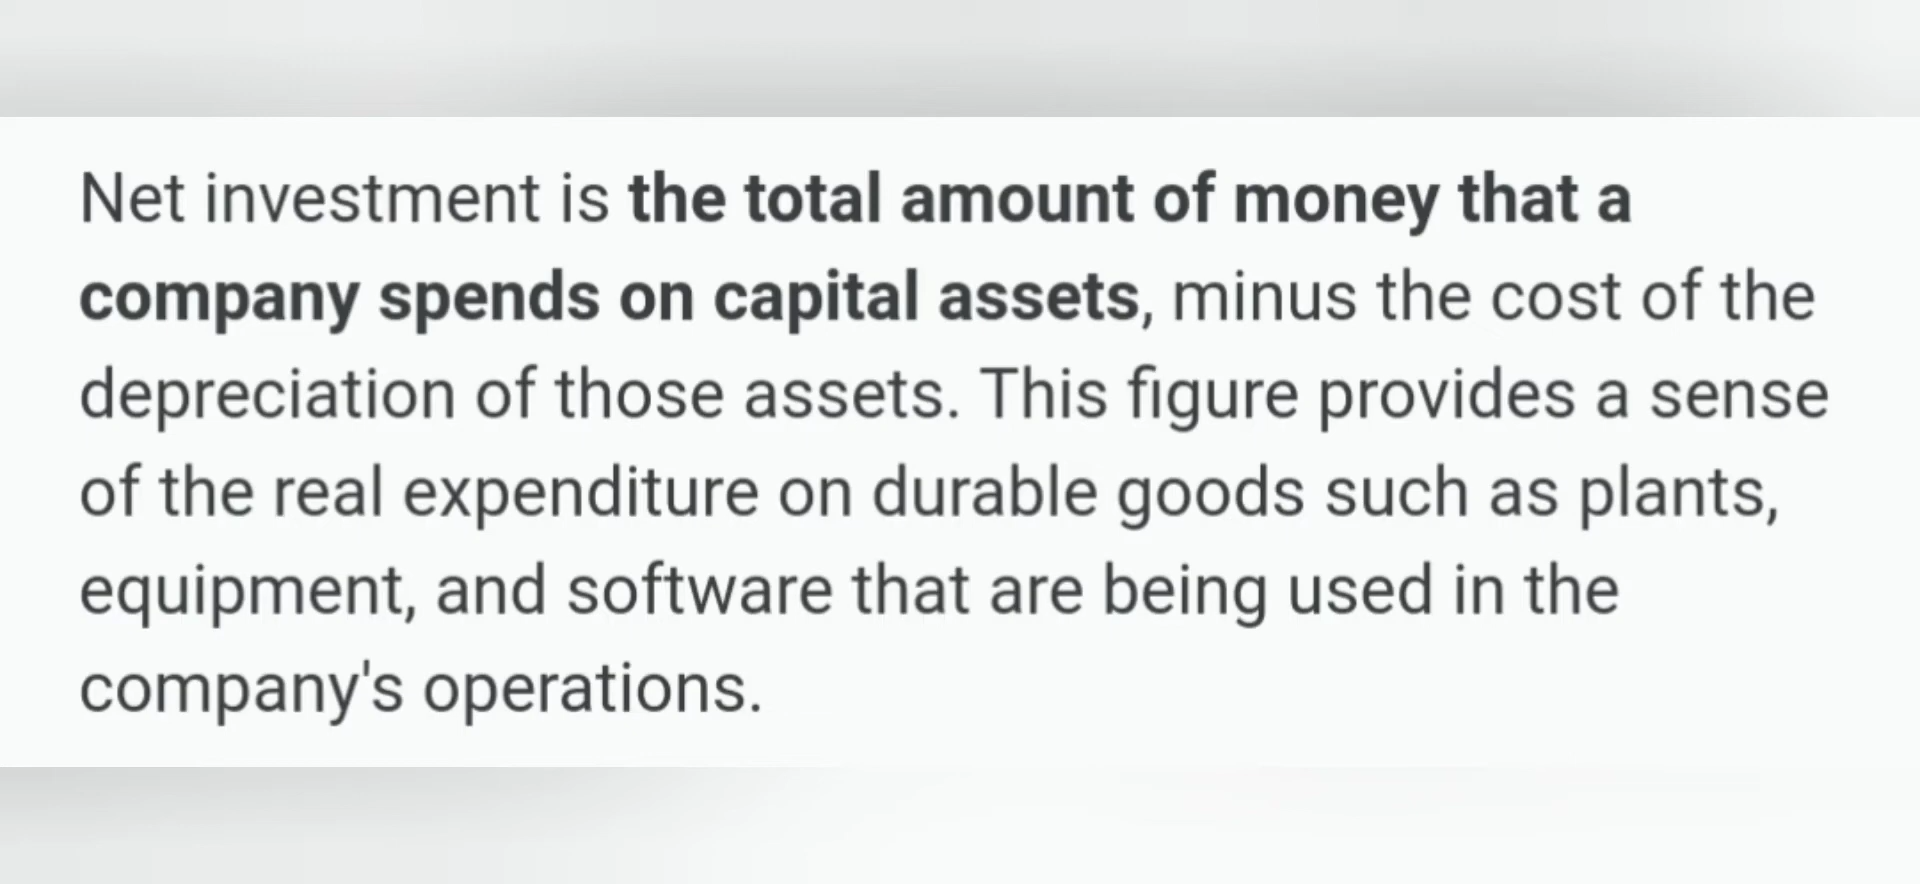 Net investment is the total amount of money that a
company spends on capital assets, minus the cost of the
depreciation of those assets. This figure provides a sense
of the real expenditure on durable goods such as plants,
equipment, and software that are being used in the
company's operations.